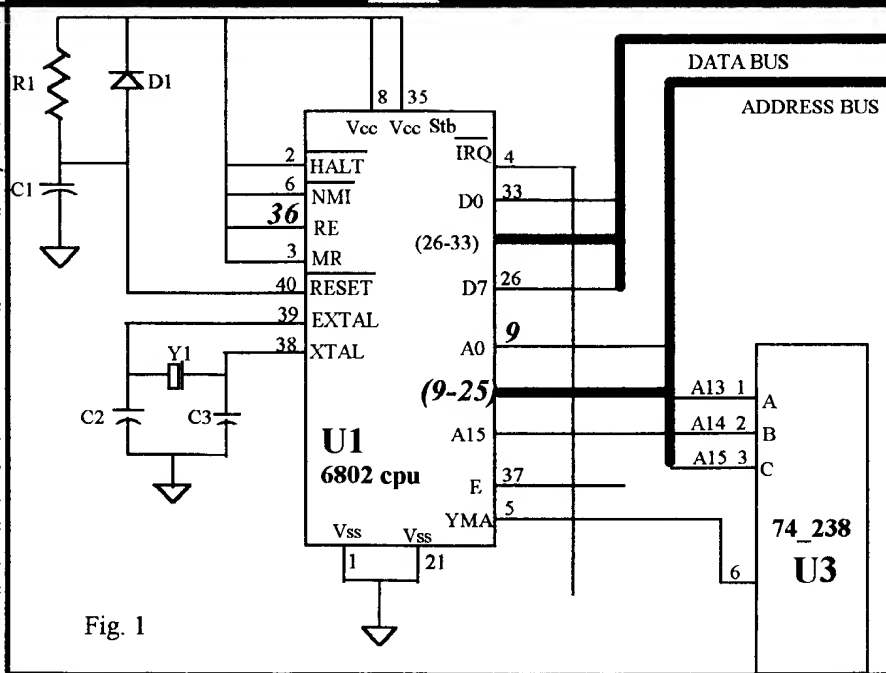 DATA BUS
ADDRESS BUS
R1
D1
C1
8 35
Vcc Vcc Stb
2 HALT
6 NMI
36 RE
3 MR
40 RESET
39 EXTAL
38 XTAL
Y1
C2 C3
IRQ 4
D0 33
(26-33)
D7 26
A0 9
(9-25)
A15
E 37
YMA 5
U1
6802 cpu
Vss Vss
1 21
A13 1 A
A14 2 B
A15 3 C
74_238
U3
6
Fig. 1